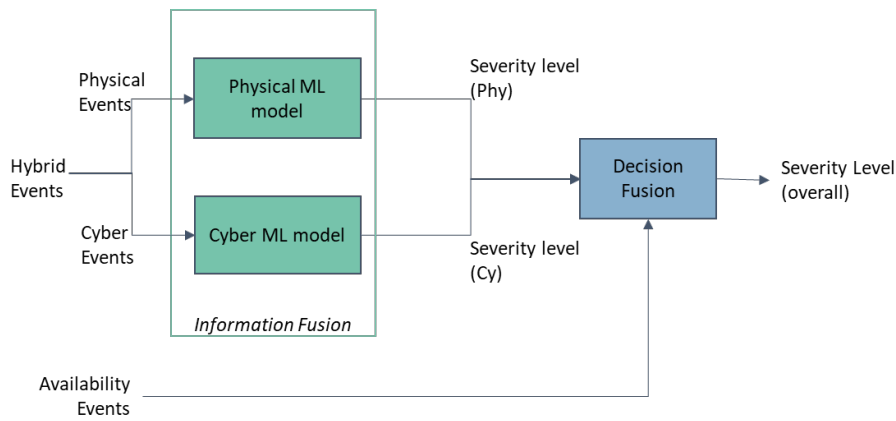 Physical
Events
Physical ML
model
Severity level
(Phy)
Hybrid
Events
Decision
Fusion
Severity Level
(overall)
Cyber
Events
Cyber ML model
Severity level
(Cy)
Information Fusion
Availability
Events